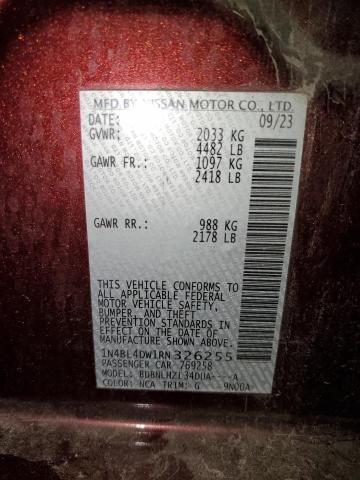 MFD BY NISSAN MOTOR CO., LTD.
DATE: 09/23
GVWR: 2033 KG
4482 LB
GAWR FR: 1097 KG
2418 LB
GAWR RR: 988 KG
2178 LB
THIS VEHICLE CONFORMS TO ALL
APPLICABLE FEDERAL MOTOR
VEHICLE SAFETY,
BUMPER, AND THEFT
PREVENTION STANDARDS
IN EFFECT ON THE DATE OF
MANUFACTURE SHOWN ABOVE
1N4BL4DW1RN326255
PASSENGER CAR 769258
MODEL: BDBNLHZL34DUA----A
COLOR: NCA TRIM: G 9N00A